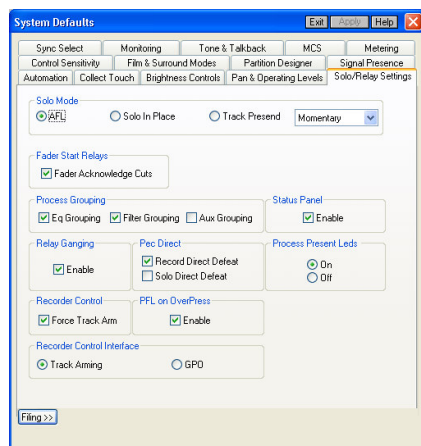 System Defaults Exit Apply Help
Sync Select Monitoring Tone & Talkback MCS Metering
Control Sensitivity Film & Surround Modes Partition Designer Signal Presence
Automation Collect Touch Brightness Controls Pan & Operating Levels Solo/Relay Settings
Solo Mode
AFL Solo In Place Track Presend Momentary
Fader Start Relays
Fader Acknowledge Cuts
Process Grouping Status Panel
Eq Grouping Filter Grouping Aux Grouping Enable
Relay Ganging Pec Direct Process Present Leds
Enable Record Direct Defeat On
Solo Direct Defeat Off
Recorder Control PFL on OverPress
Force Track Arm Enable
Recorder Control Interface
Track Arming GPO
Filing >>